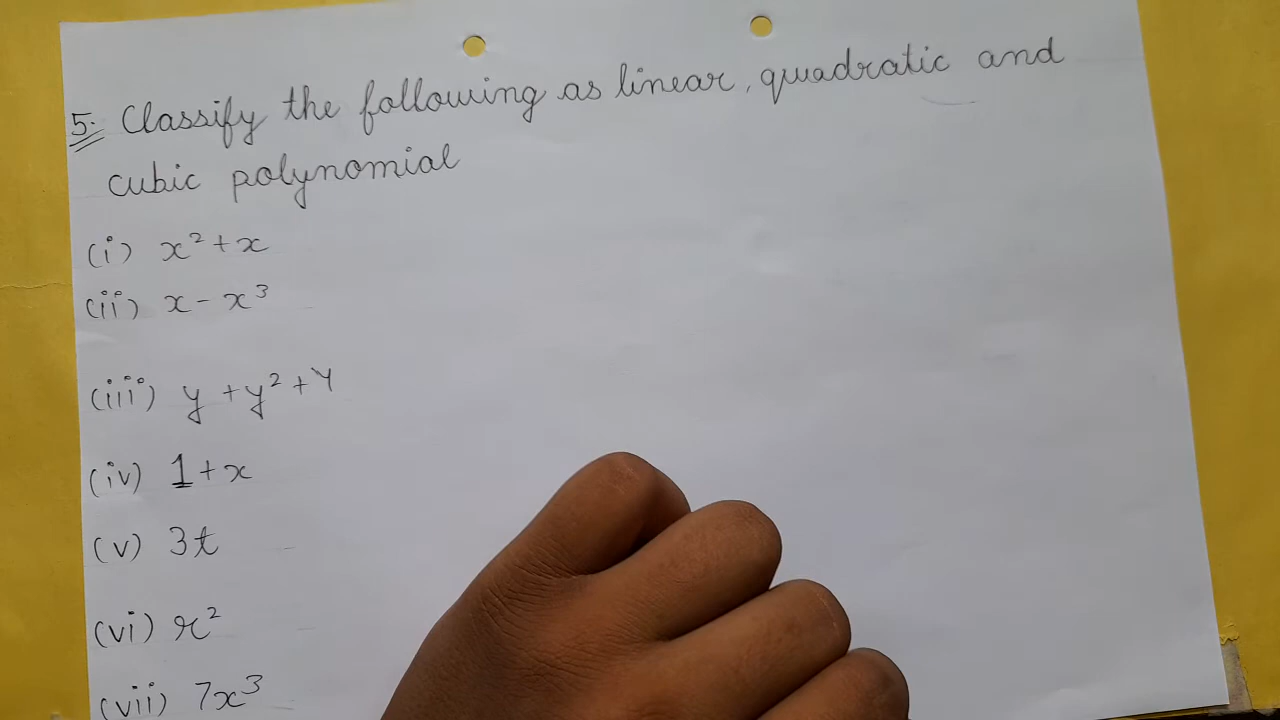 5. Classify the following as linear, quadratic and
cubic polynomial
(i) x² + x
(ii) x - x³
(iii) y + y² + 4
(iv) 1 + x
(v) 3t
(vi) r²
(vii) 7x³